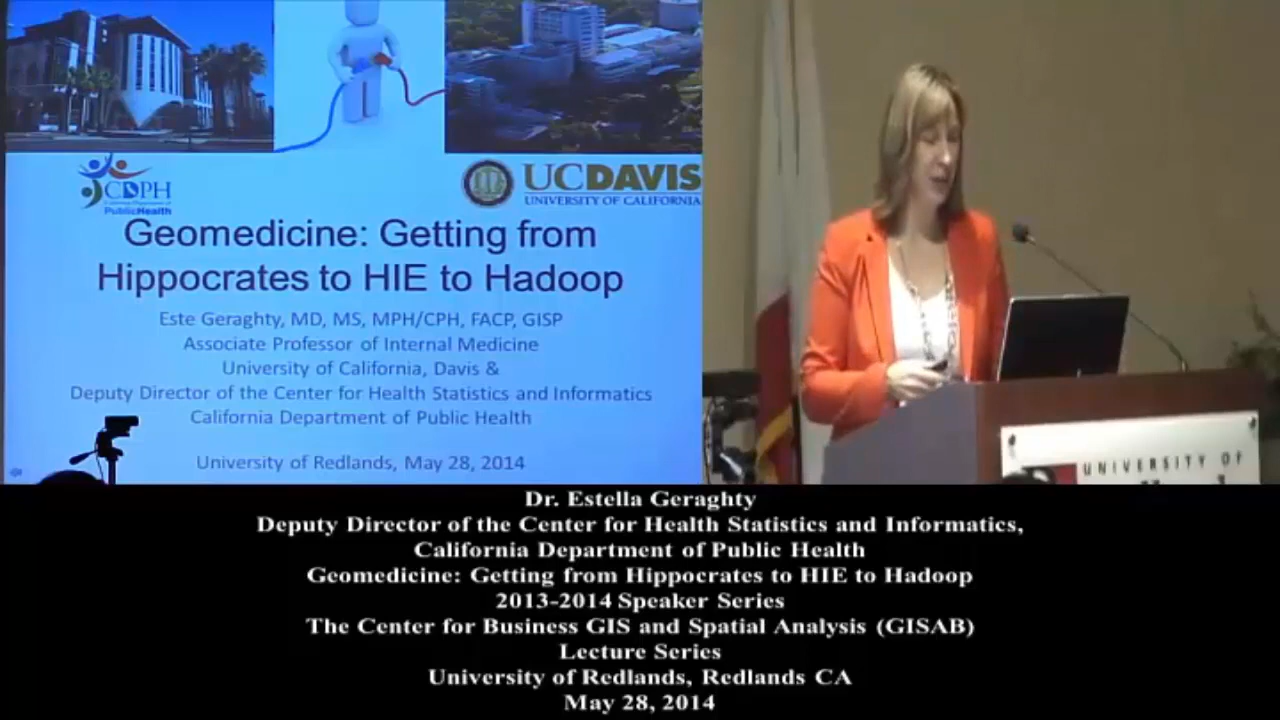 CDPH
PublicHealth
UCDAVIS
UNIVERSITY OF CALIFORNIA
Geomedicine: Getting from
Hippocrates to HIE to Hadoop
Este Geraghty, MD, MS, MPH/CPH, FACP, GISP
Associate Professor of Internal Medicine
University of California, Davis &
Deputy Director of the Center for Health Statistics and Informatics
California Department of Public Health
University of Redlands, May 28, 2014
UNIVERSITY OF
Dr. Estella Geraghty
Deputy Director of the Center for Health Statistics and Informatics,
California Department of Public Health
Geomedicine: Getting from Hippocrates to HIE to Hadoop
2013-2014 Speaker Series
The Center for Business GIS and Spatial Analysis (GISAB)
Lecture Series
University of Redlands, Redlands CA
May 28, 2014